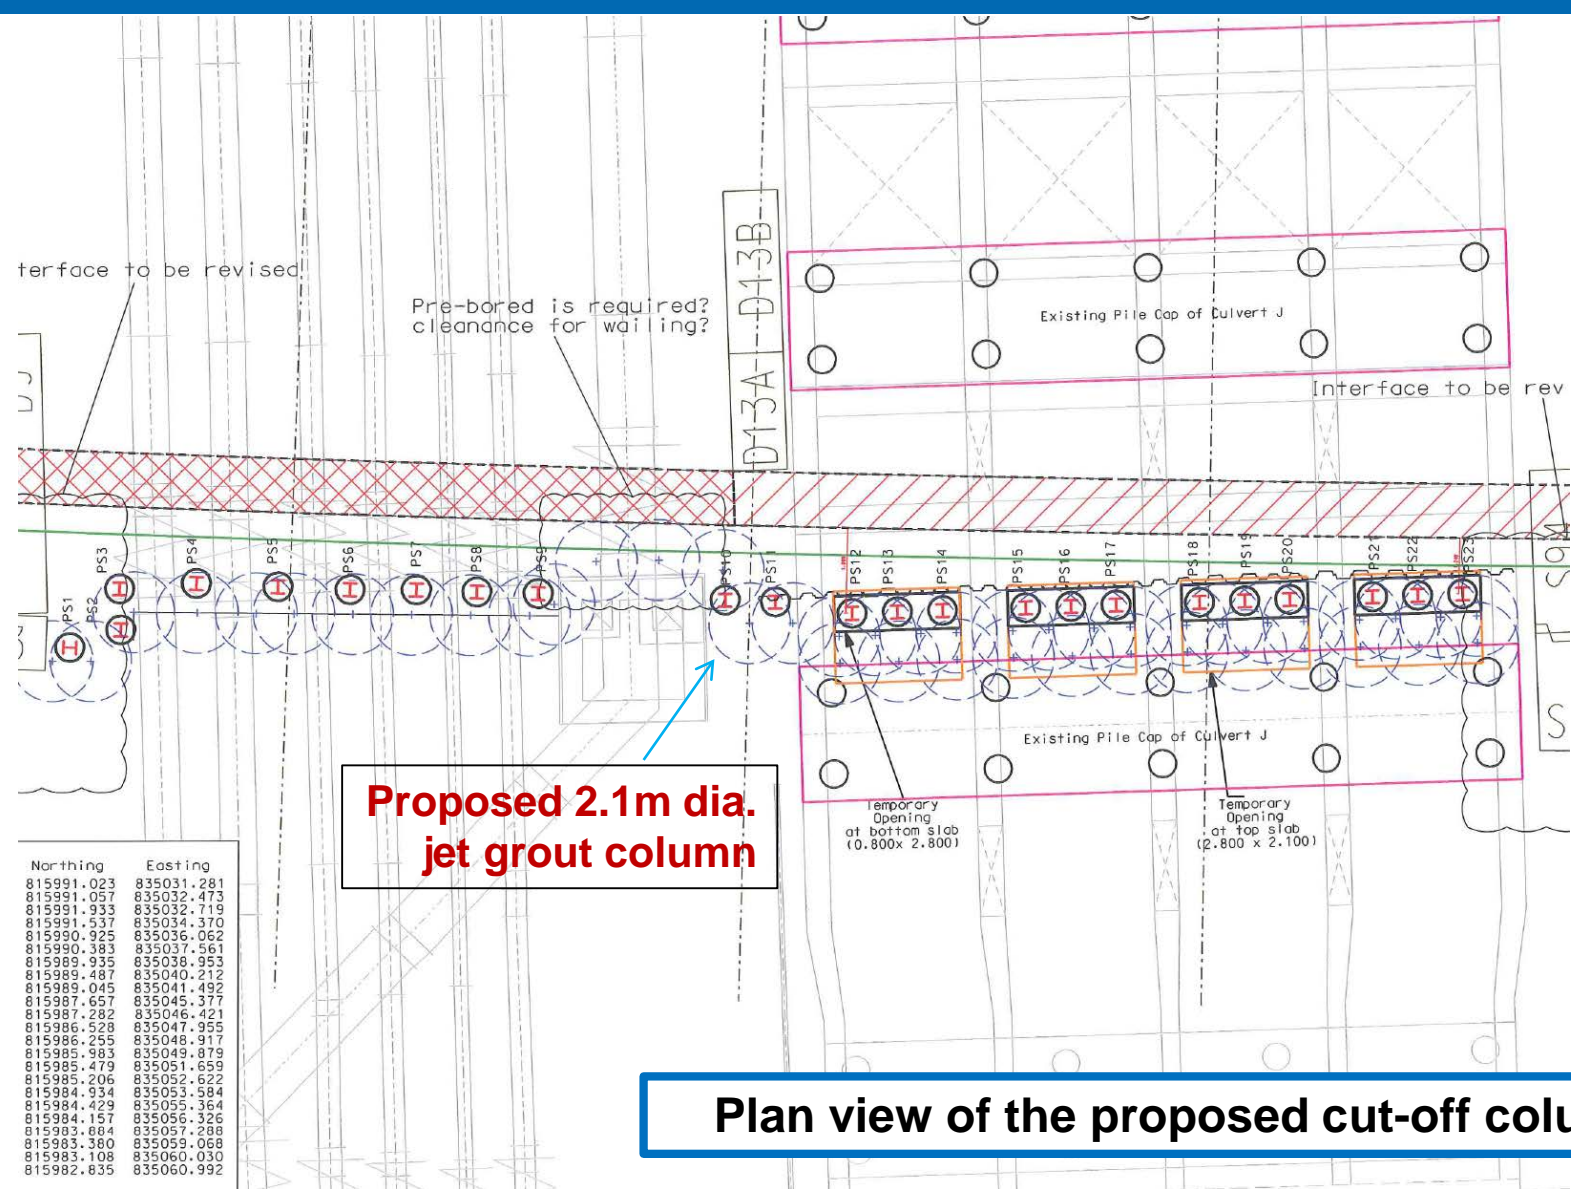 terface to be revised
Pre-bored is required?
cleanance for wailing?
D13A
D13B
Existing Pile Cap of Culvert J
Interface to be rev
PS1
PS2
PS3
PS4
PS5
PS6
PS7
PS8
PS9
PS10
PS11
PS12
PS13
PS14
PS15
PS16
PS17
PS18
PS19
PS20
PS21
PS22
PS23
Existing Pile Cap of Culvert J
Proposed 2.1m dia.
jet grout column
Temporary
Opening
at bottom slab
(0.800x 2.800)
Temporary
Opening
at top slab
(2.800 x 2.100)
Northing Easting
815991.023 835031.281
815991.057 835032.473
815991.933 835032.719
815991.537 835034.370
815990.925 835036.062
815990.383 835037.561
815989.935 835038.953
815989.487 835040.212
815989.045 835041.492
815987.657 835045.377
815987.282 835046.421
815986.528 835047.955
815986.255 835048.917
815985.983 835049.879
815985.479 835051.659
815985.206 835052.622
815984.934 835053.584
815984.429 835055.364
815984.157 835056.326
815983.884 835057.288
815983.380 835059.068
815983.108 835060.030
815982.835 835060.992
Plan view of the proposed cut-off colu